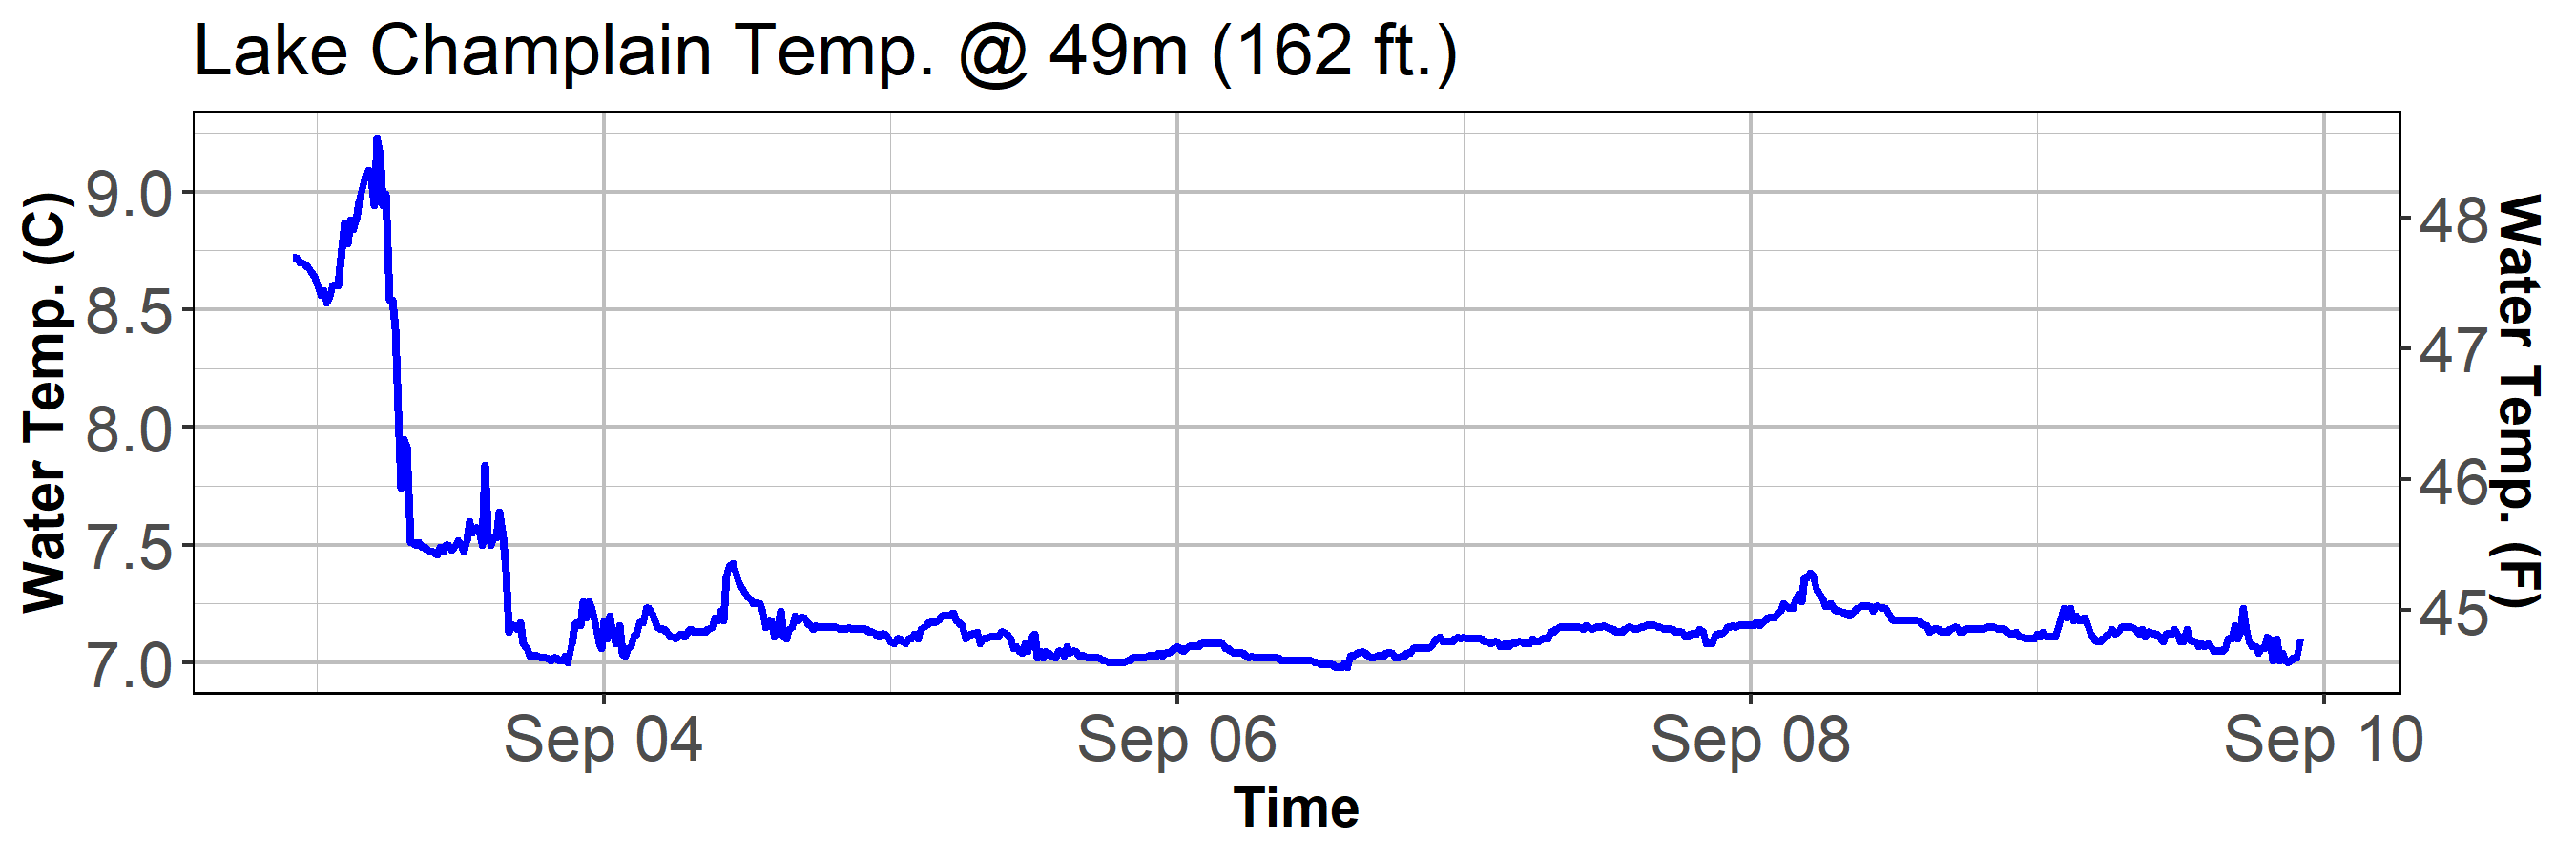 Lake Champlain Temp. @ 49m (162 ft.)
Water Temp. (C)
9.0
8.5
8.0
7.5
7.0
48
47
46
45
Water Temp. (F)
Sep 04 Sep 06 Sep 08 Sep 10
Time